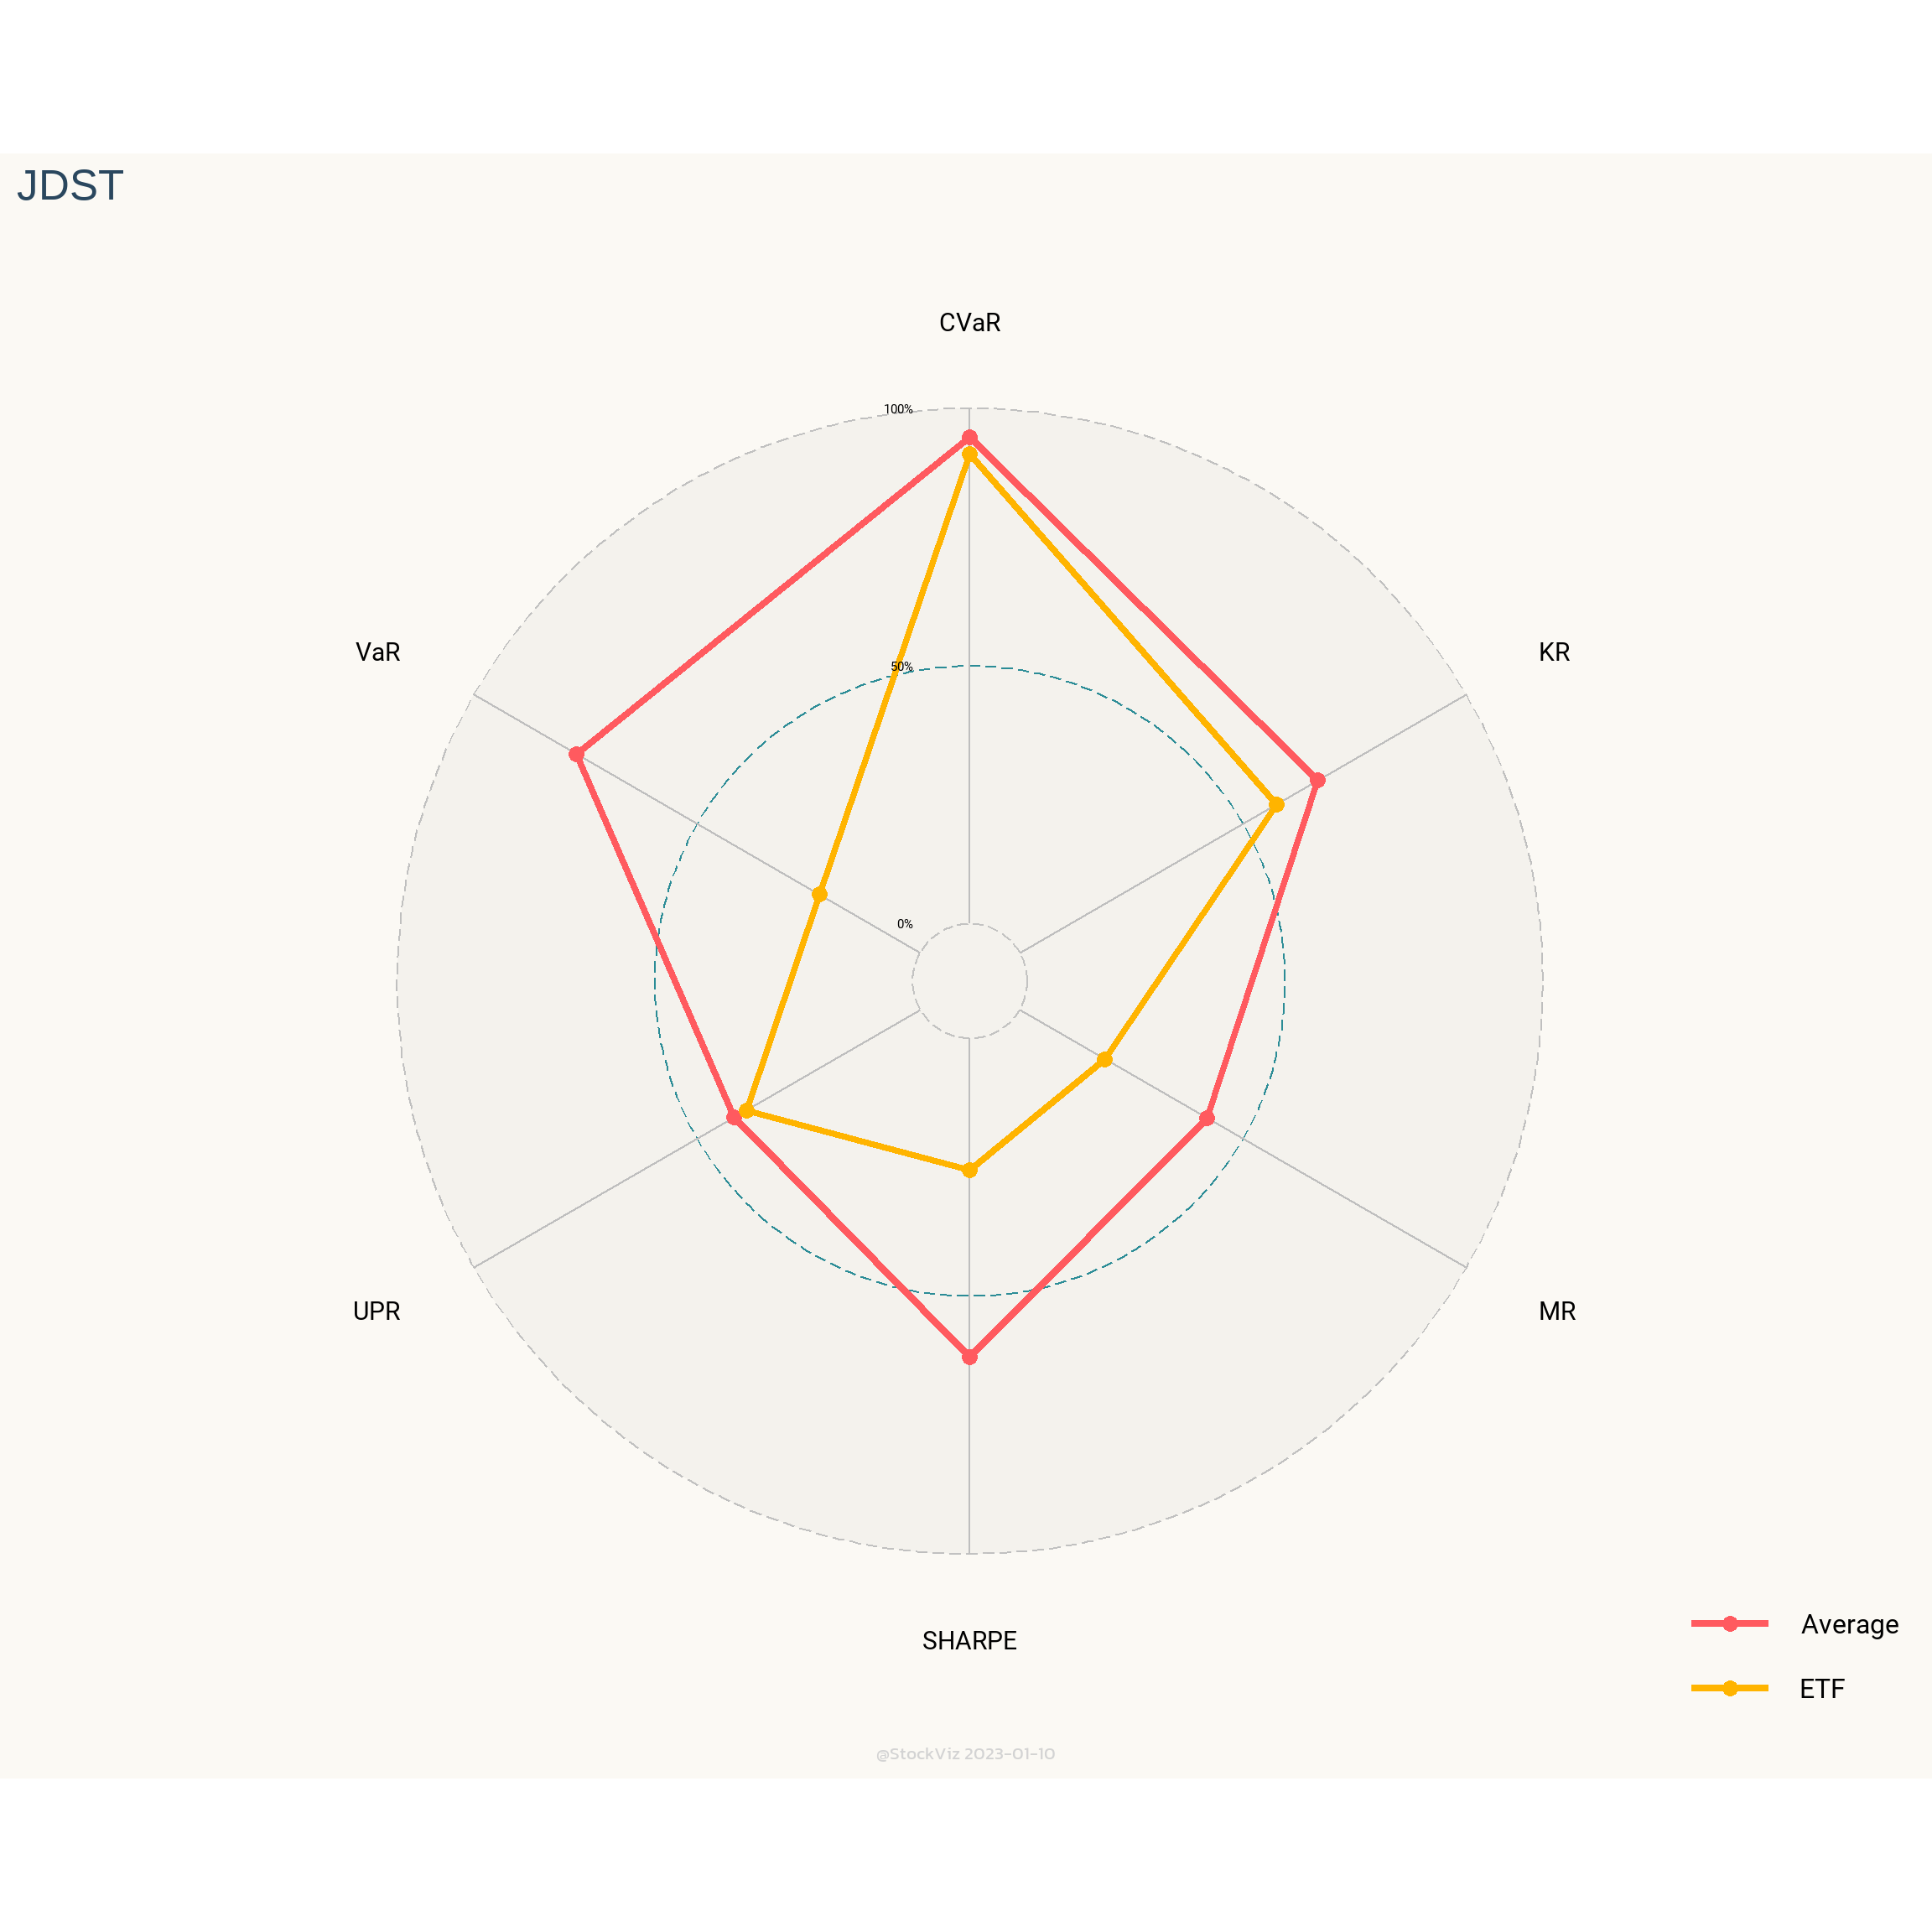 JDST
CVaR
100%
VaR
KR
50%
0%
UPR
MR
SHARPE
Average
ETF
@StockViz 2023-01-10